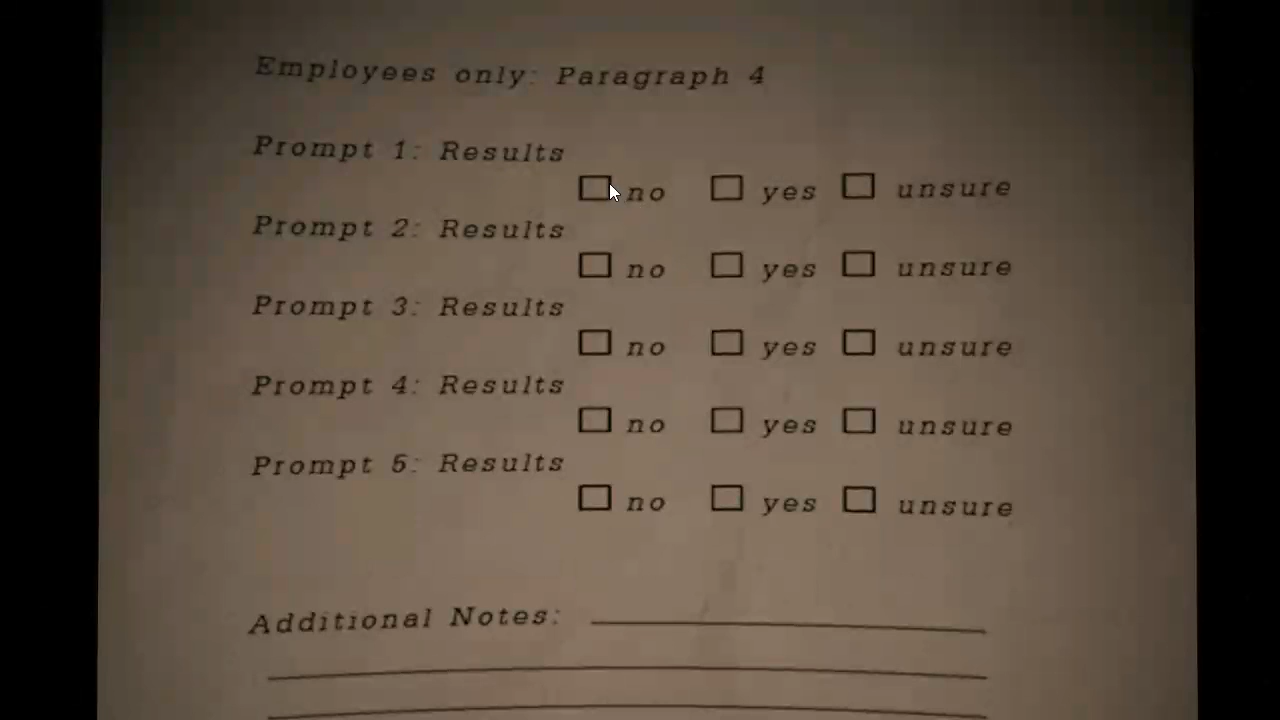 Employees only: Paragraph 4
Prompt 1: Results
no yes unsure
Prompt 2: Results
no yes unsure
Prompt 3: Results
no yes unsure
Prompt 4: Results
no yes unsure
Prompt 5: Results
no yes unsure
Additional Notes: